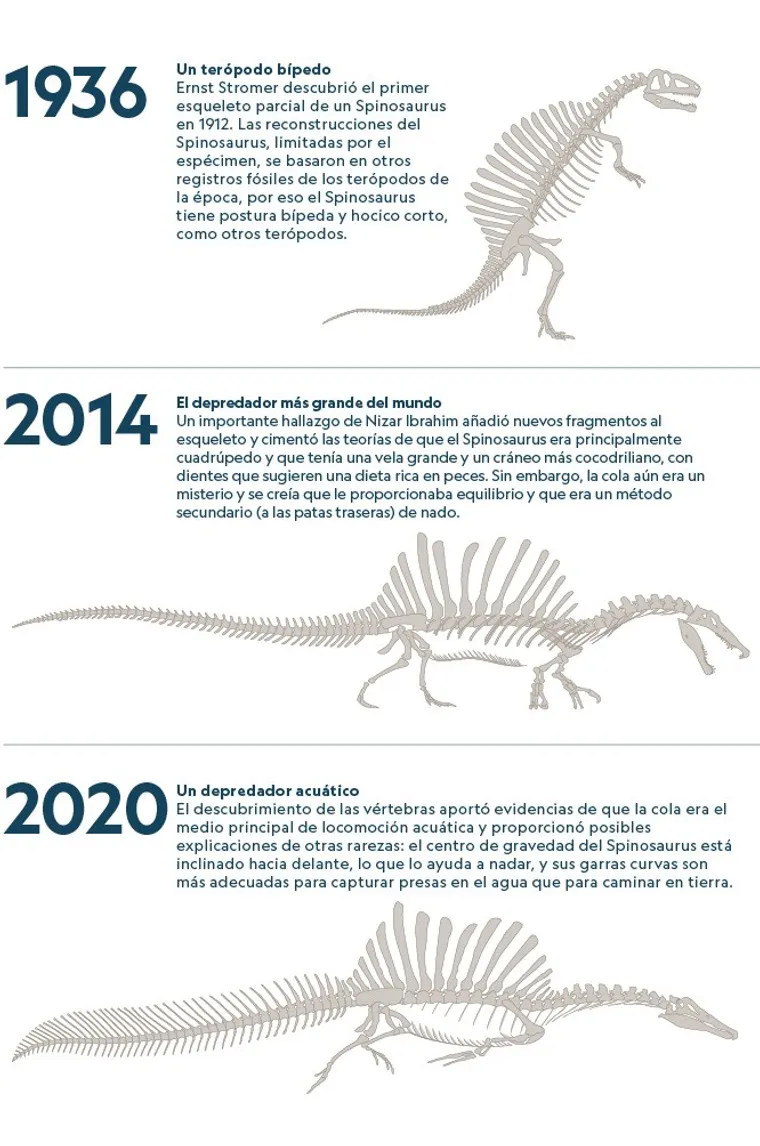 1936
Un terópodo bípedo
Ernst Stromer descubrió el primer
esqueleto parcial de un Spinosaurus
en 1912. Las reconstrucciones del
Spinosaurus, limitadas por el
espécimen, se basaron en otros
registros fósiles de los terópodos de
la época, por eso el Spinosaurus
tiene postura bípeda y hocico corto,
como otros terópodos.
2014
El depredador más grande del mundo
Un importante hallazgo de Nizar Ibrahim añadió nuevos fragmentos al
esqueleto y cimentó las teorías de que el Spinosaurus era principalmente
cuadrúpedo y que tenía una vela grande y un cráneo más cocodriliano, con
dientes que sugieren una dieta rica en peces. Sin embargo, la cola aún era un
misterio y se creía que le proporcionaba equilibrio y que era un método
secundario (a las patas traseras) de nado.
2020
Un depredador acuático
El descubrimiento de las vértebras aportó evidencias de que la cola era el
medio principal de locomoción acuática y proporcionó posibles
explicaciones de otras rarezas: el centro de gravedad del Spinosaurus está
inclinado hacia delante, lo que lo ayuda a nadar, y sus garras curvas son
más adecuadas para capturar presas en el agua que para caminar en tierra.